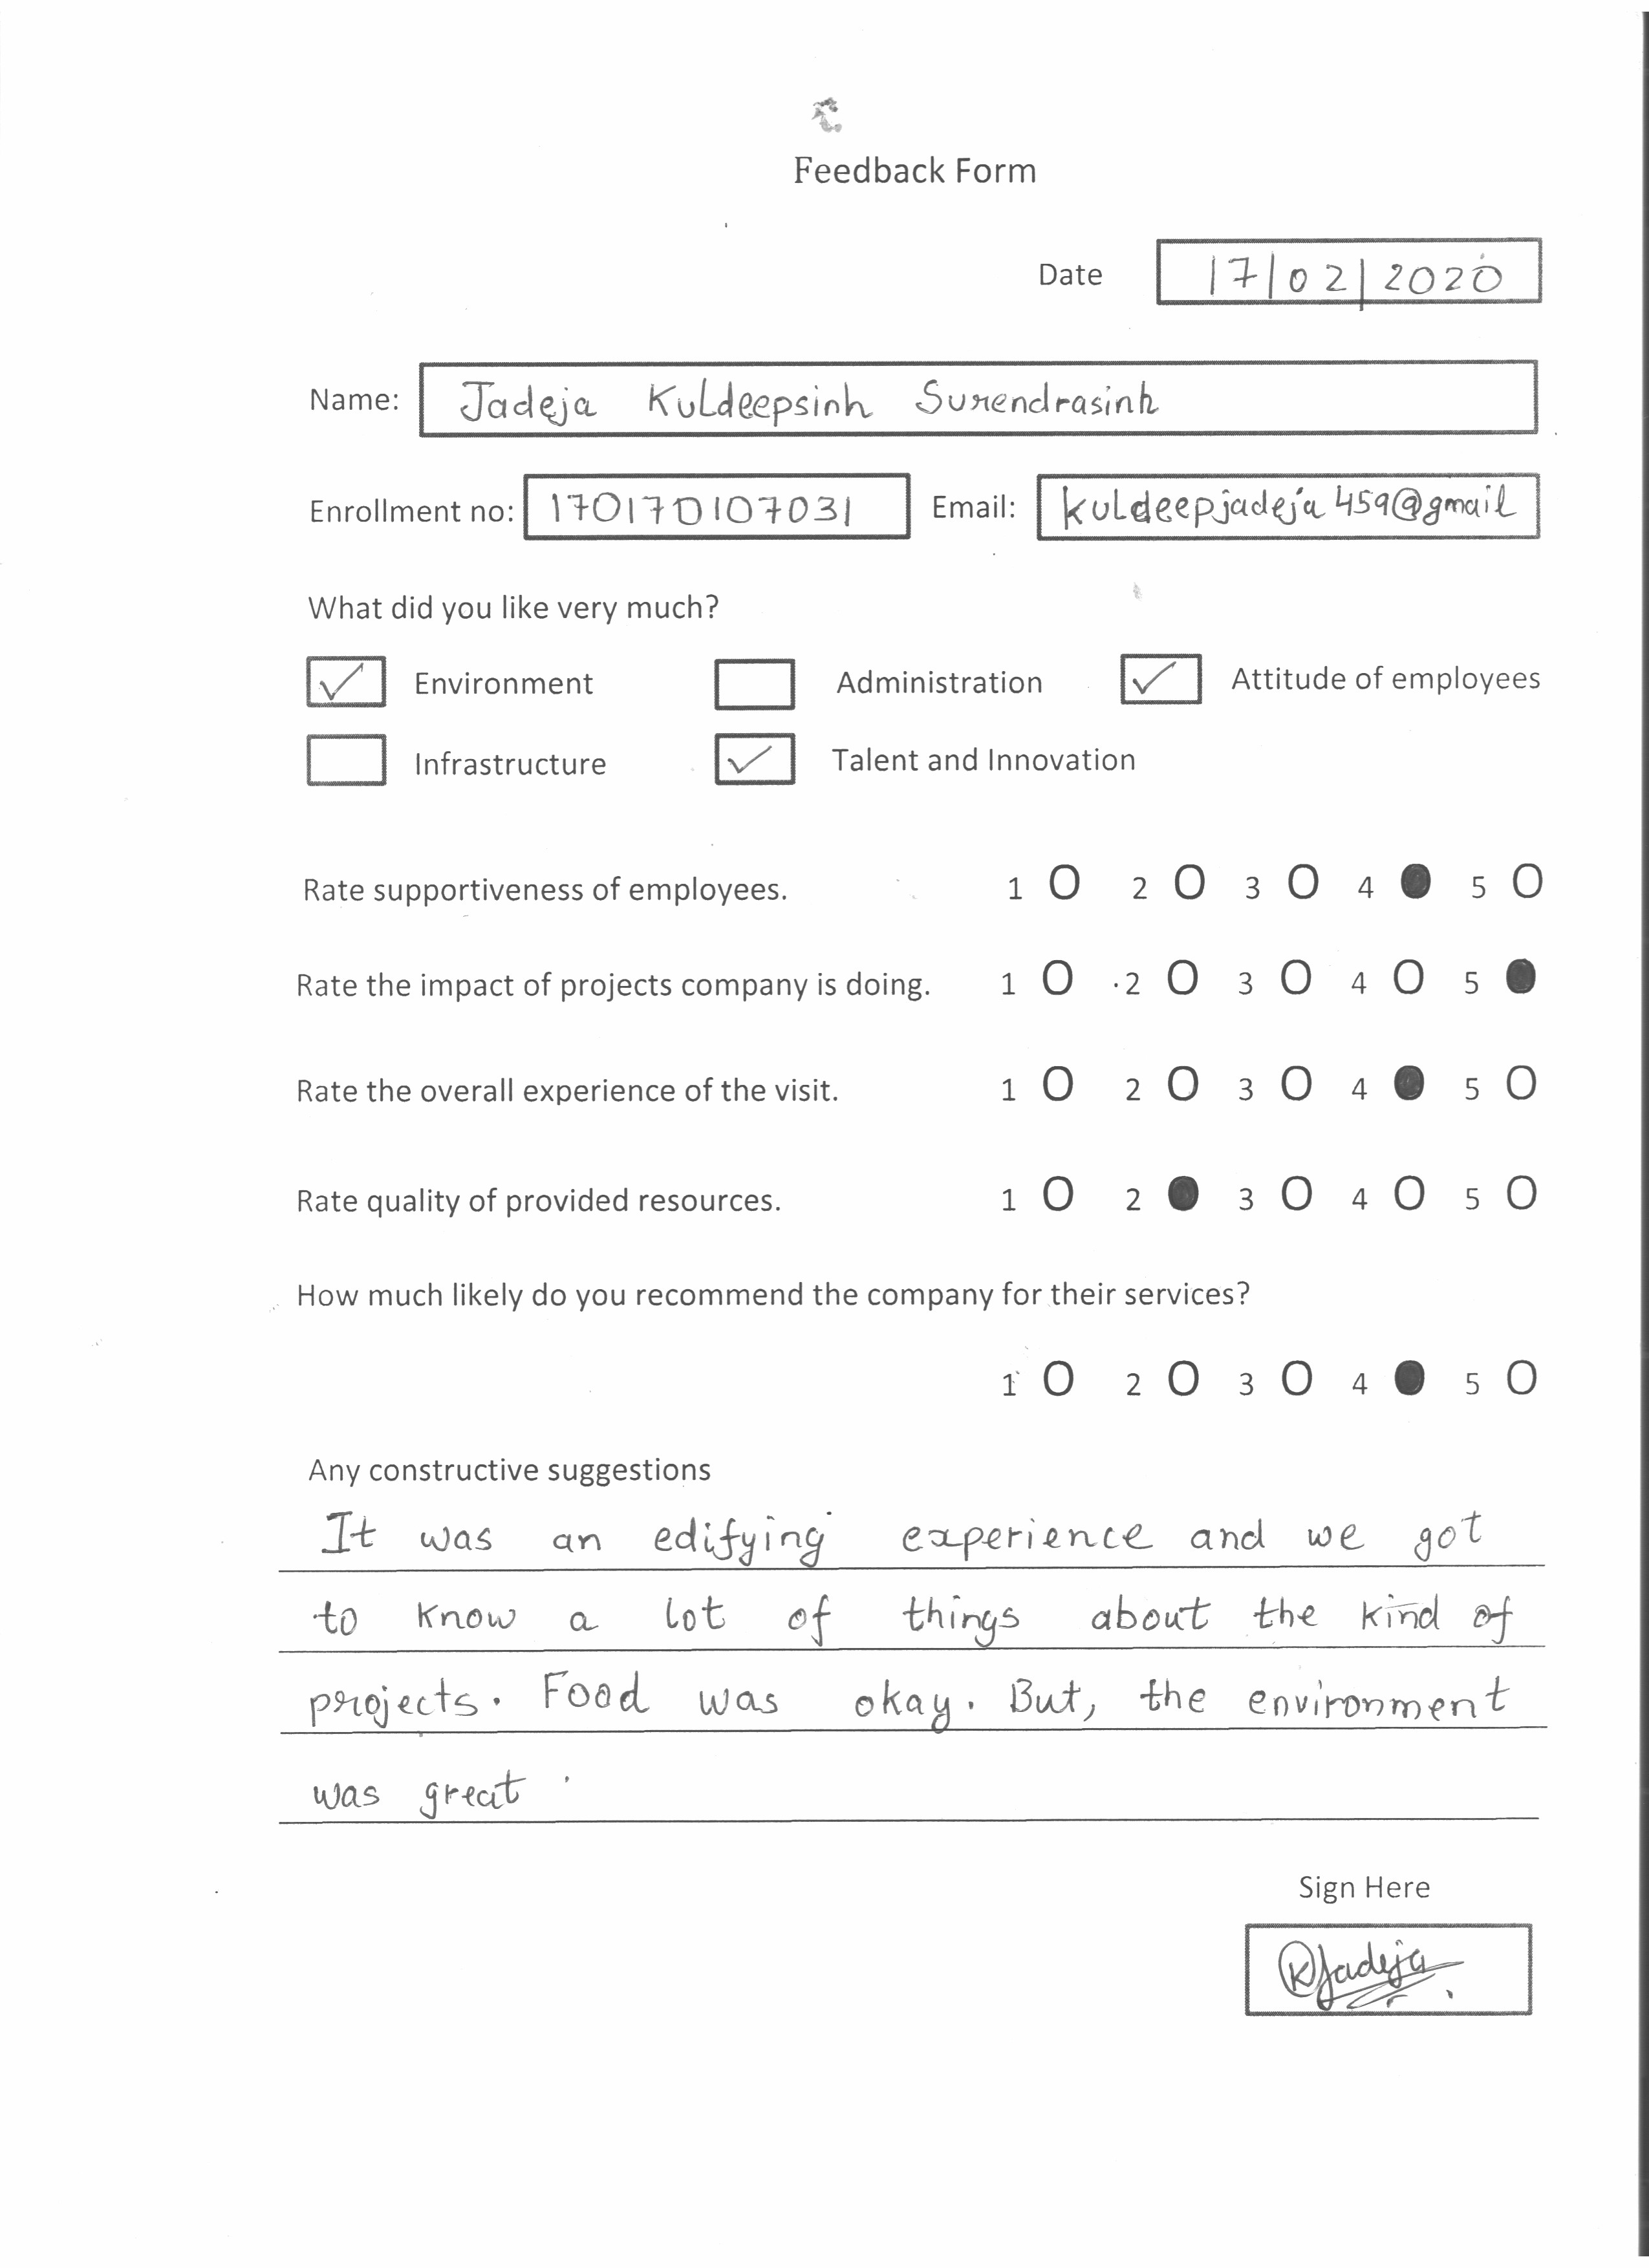 Feedback Form
Date 17/02/2020
Name: Jadeja Kuldeepsinh Surendrasinh
Enrollment no: 170170107031 Email: kuldeepjadeja459@gmail
What did you like very much?
✓ Environment Administration ✓ Attitude of employees
Infrastructure ✓ Talent and Innovation
Rate supportiveness of employees. 1 O 2 O 3 O 4 ● 5 O
Rate the impact of projects company is doing. 1 O 2 O 3 O 4 O 5 ●
Rate the overall experience of the visit. 1 O 2 O 3 O 4 ● 5 O
Rate quality of provided resources. 1 O 2 ● 3 O 4 O 5 O
How much likely do you recommend the company for their services?
1 O 2 O 3 O 4 ● 5 O
Any constructive suggestions
It was an edifying experience and we got
to know a lot of things about the kind of
projects. Food was okay. But, the environment
was great.
Sign Here
KJadeja